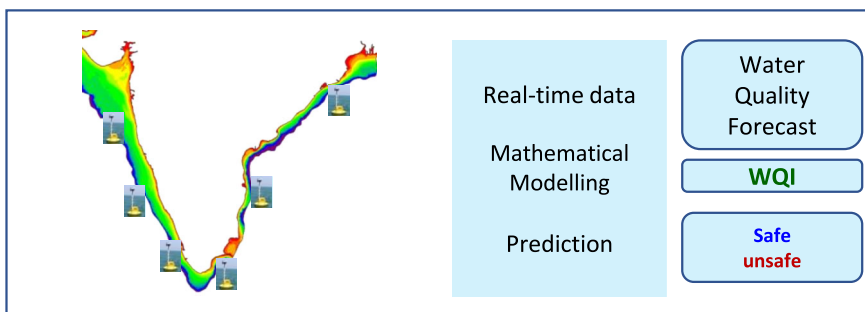 Real-time data
Mathematical
Modelling
Prediction
Water
Quality
Forecast
WQI
Safe
unsafe